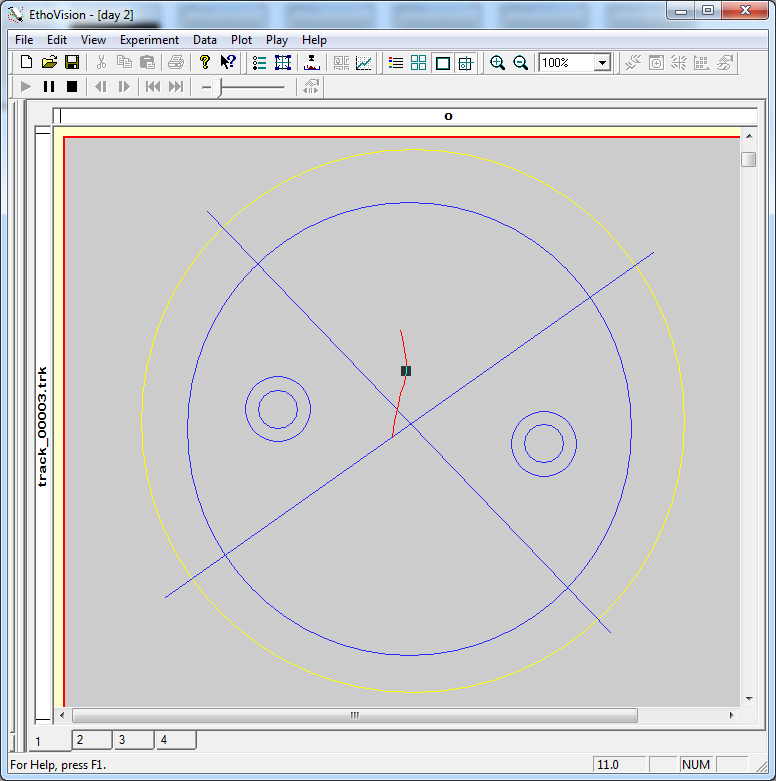 EthoVision - [day 2]
File Edit View Experiment Data Plot Play Help
100%
o
track_00003.trk
1 2 3 4
For Help, press F1.
11.0 NUM